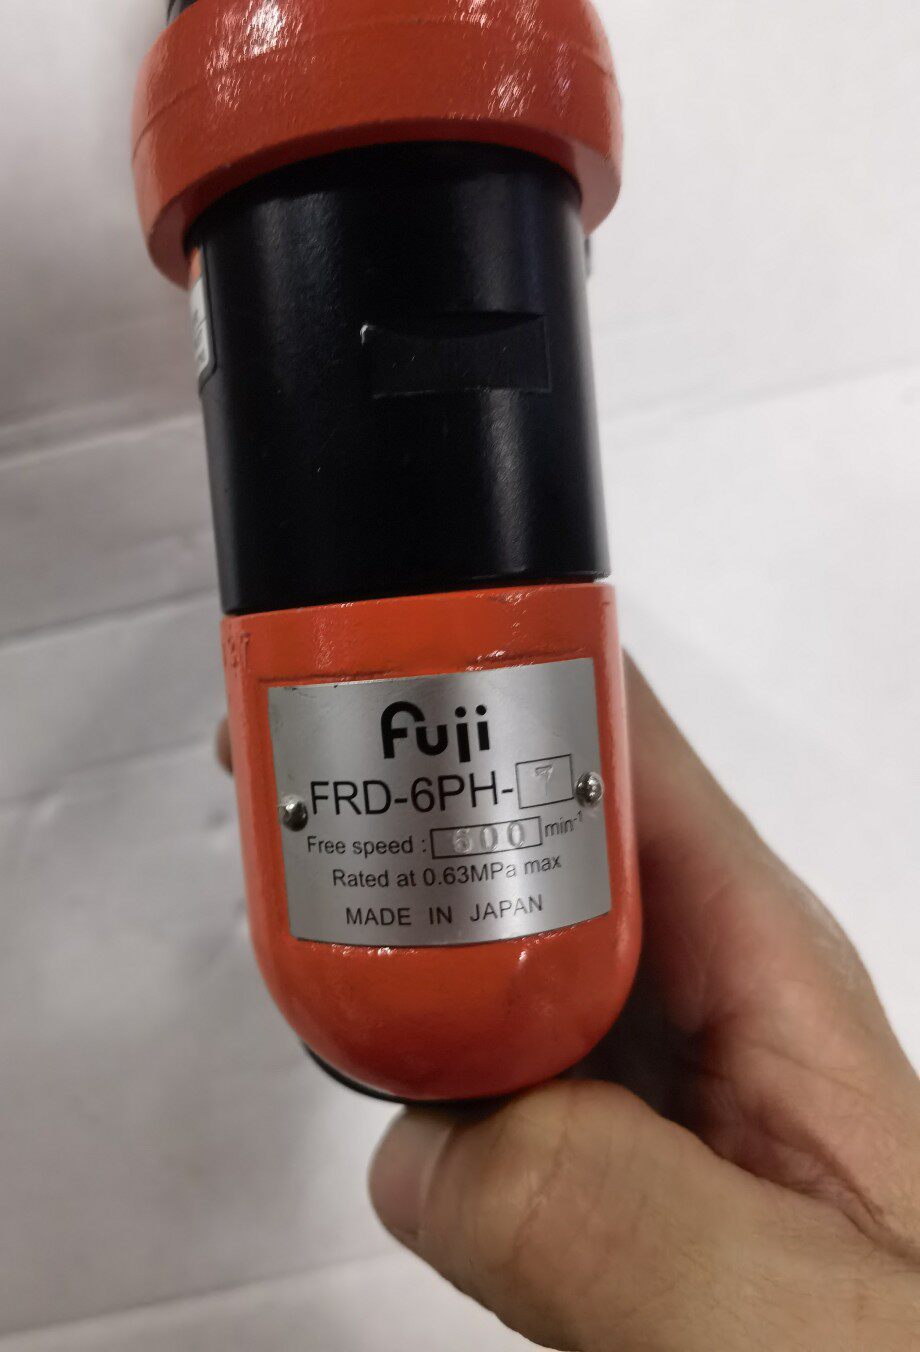 Fuji
FRD-6PH-7
Free speed : 600 min⁻¹
Rated at 0.63MPa max
MADE IN JAPAN